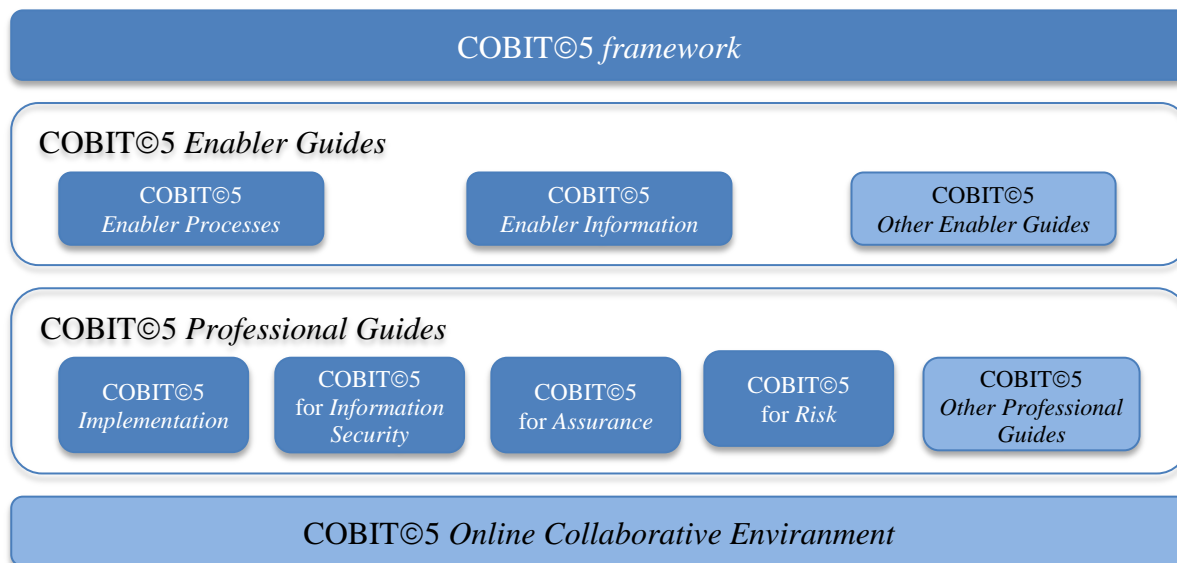 COBIT©5 framework
COBIT©5 Enabler Guides
COBIT©5
Enabler Processes
COBIT©5
Enabler Information
COBIT©5
Other Enabler Guides
COBIT©5 Professional Guides
COBIT©5
Implementation
COBIT©5
for Information
Security
COBIT©5
for Assurance
COBIT©5
for Risk
COBIT©5
Other Professional
Guides
COBIT©5 Online Collaborative Enviranment